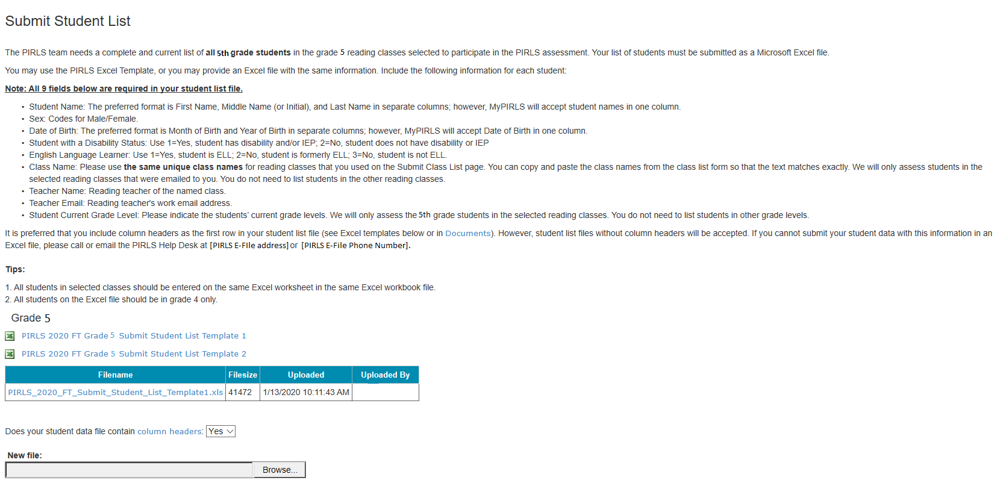 Submit Student List
The PIRLS team needs a complete and current list of all 5th grade students in the grade 5 reading classes selected to participate in the PIRLS assessment. Your list of students must be submitted as a Microsoft Excel file.
You may use the PIRLS Excel Template, or you may provide an Excel file with the same information. Include the following information for each student:
Note: All 9 fields below are required in your student list file.
• Student Name: The preferred format is First Name, Middle Name (or Initial), and Last Name in separate columns; however, MyPIRLS will accept student names in one column.
• Sex: Codes for Male/Female.
• Date of Birth: The preferred format is Month of Birth and Year of Birth in separate columns; however, MyPIRLS will accept Date of Birth in one column.
• Student with a Disability Status: Use 1=Yes, student has disability and/or IEP; 2=No, student does not have disability or IEP
• English Language Learner: Use 1=Yes, student is ELL; 2=No, student is formerly ELL; 3=No, student is not ELL.
• Class Name: Please use the same unique class names for reading classes that you used on the Submit Class List page. You can copy and paste the class names from the class list form so that the text matches exactly. We will only assess students in the
selected reading classes that were emailed to you. You do not need to list students in the other reading classes.
• Teacher Name: Reading teacher of the named class.
• Teacher Email: Reading teacher's work email address.
• Student Current Grade Level: Please indicate the students' current grade levels. We will only assess the 5th grade students in the selected reading classes. You do not need to list students in other grade levels.
It is preferred that you include column headers as the first row in your student list file (see Excel templates below or in Documents). However, student list files without column headers will be accepted. If you cannot submit your student data with this information in an
Excel file, please call or email the PIRLS Help Desk at [PIRLS E-FIle address] or [PIRLS E-File Phone Number].
Tips:
1. All students in selected classes should be entered on the same Excel worksheet in the same Excel workbook file.
2. All students on the Excel file should be in grade 4 only.
Grade 5
PIRLS 2020 FT Grade 5 Submit Student List Template 1
PIRLS 2020 FT Grade 5 Submit Student List Template 2
Filename Filesize Uploaded Uploaded By
PIRLS_2020_FT_Submit_Student_List_Template1.xls 41472 1/13/2020 10:11:43 AM
Does your student data file contain column headers: Yes
New file:
Browse...